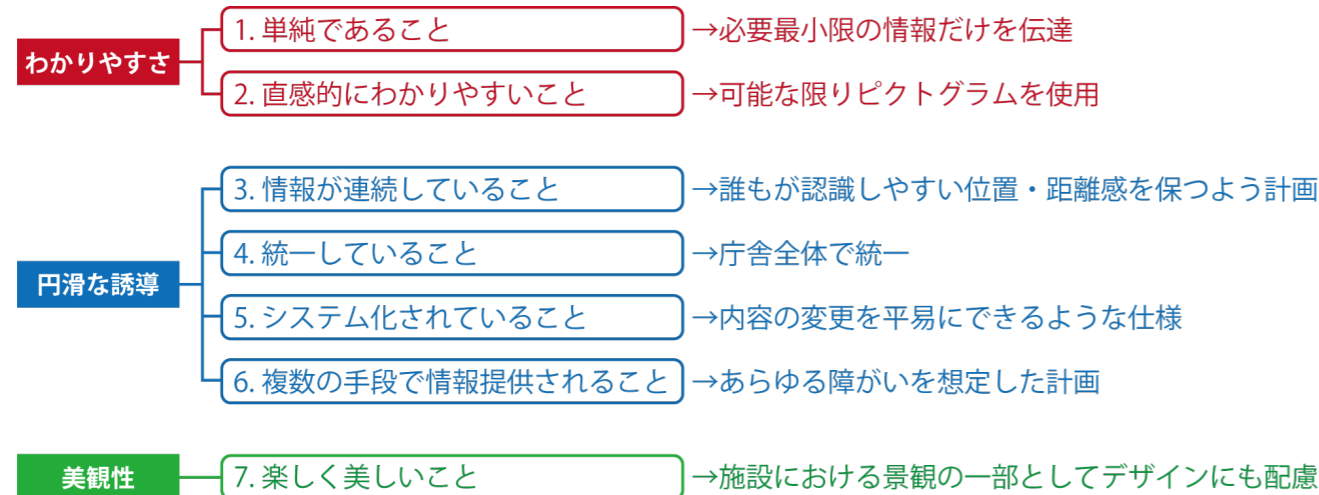 わかりやすさ
1. 単純であること →必要最小限の情報だけを伝達
2. 直感的にわかりやすいこと →可能な限りピクトグラムを使用
円滑な誘導
3. 情報が連続していること →誰もが認識しやすい位置・距離感を保つよう計画
4. 統一していること →庁舎全体で統一
5. システム化されていること →内容の変更を平易にできるような仕様
6. 複数の手段で情報提供されること →あらゆる障がいを想定した計画
美観性
7. 楽しく美しいこと →施設における景観の一部としてデザインにも配慮